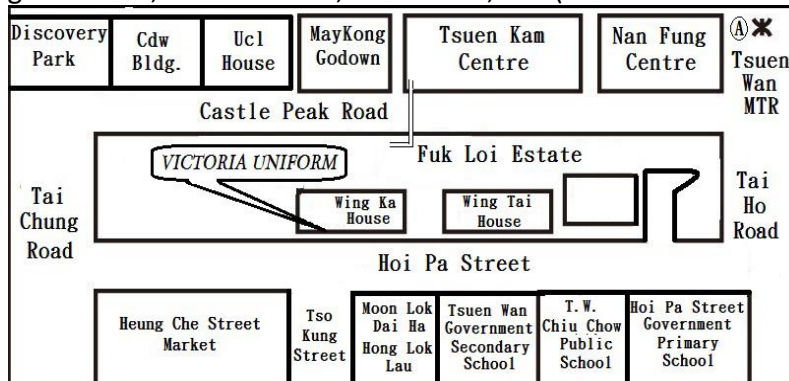 Discovery
Park
Cdw
Bldg.
Ucl
House
MayKong
Godown
Tsuen Kam
Centre
Nan Fung
Centre
A
Tsuen
Wan
MTR
Castle Peak Road
VICTORIA UNIFORM
Fuk Loi Estate
Tai
Chung
Road
Wing Ka
House
Wing Tai
House
Tai
Ho
Road
Hoi Pa Street
Heung Che Street
Market
Tso
Kung
Street
Moon Lok
Dai Ha
Hong Lok
Lau
Tsuen Wan
Government
Secondary
School
T.W.
Chiu Chow
Public
School
Hoi Pa Street
Government
Primary
School